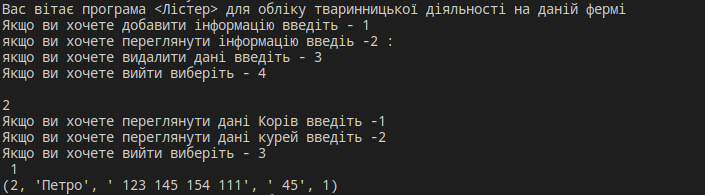 Вас вітає програма <Лістер> для обліку тваринницької діяльності на даній фермі
Якщо ви хочете добавити інформацію введіть - 1
якщо ви хочете переглянути інформацію введіь -2 :
якщо ви хочете видалити дані введіть - 3
Якщо ви хочете вийти виберіть - 4
2
Якщо ви хочете переглянути дані Корів введіть -1
Якщо ви хочете переглянути дані курей введіть -2
Якщо ви хочете вийти виберіть - 3
1
(2, 'Петро', ' 123 145 154 111', ' 45', 1)